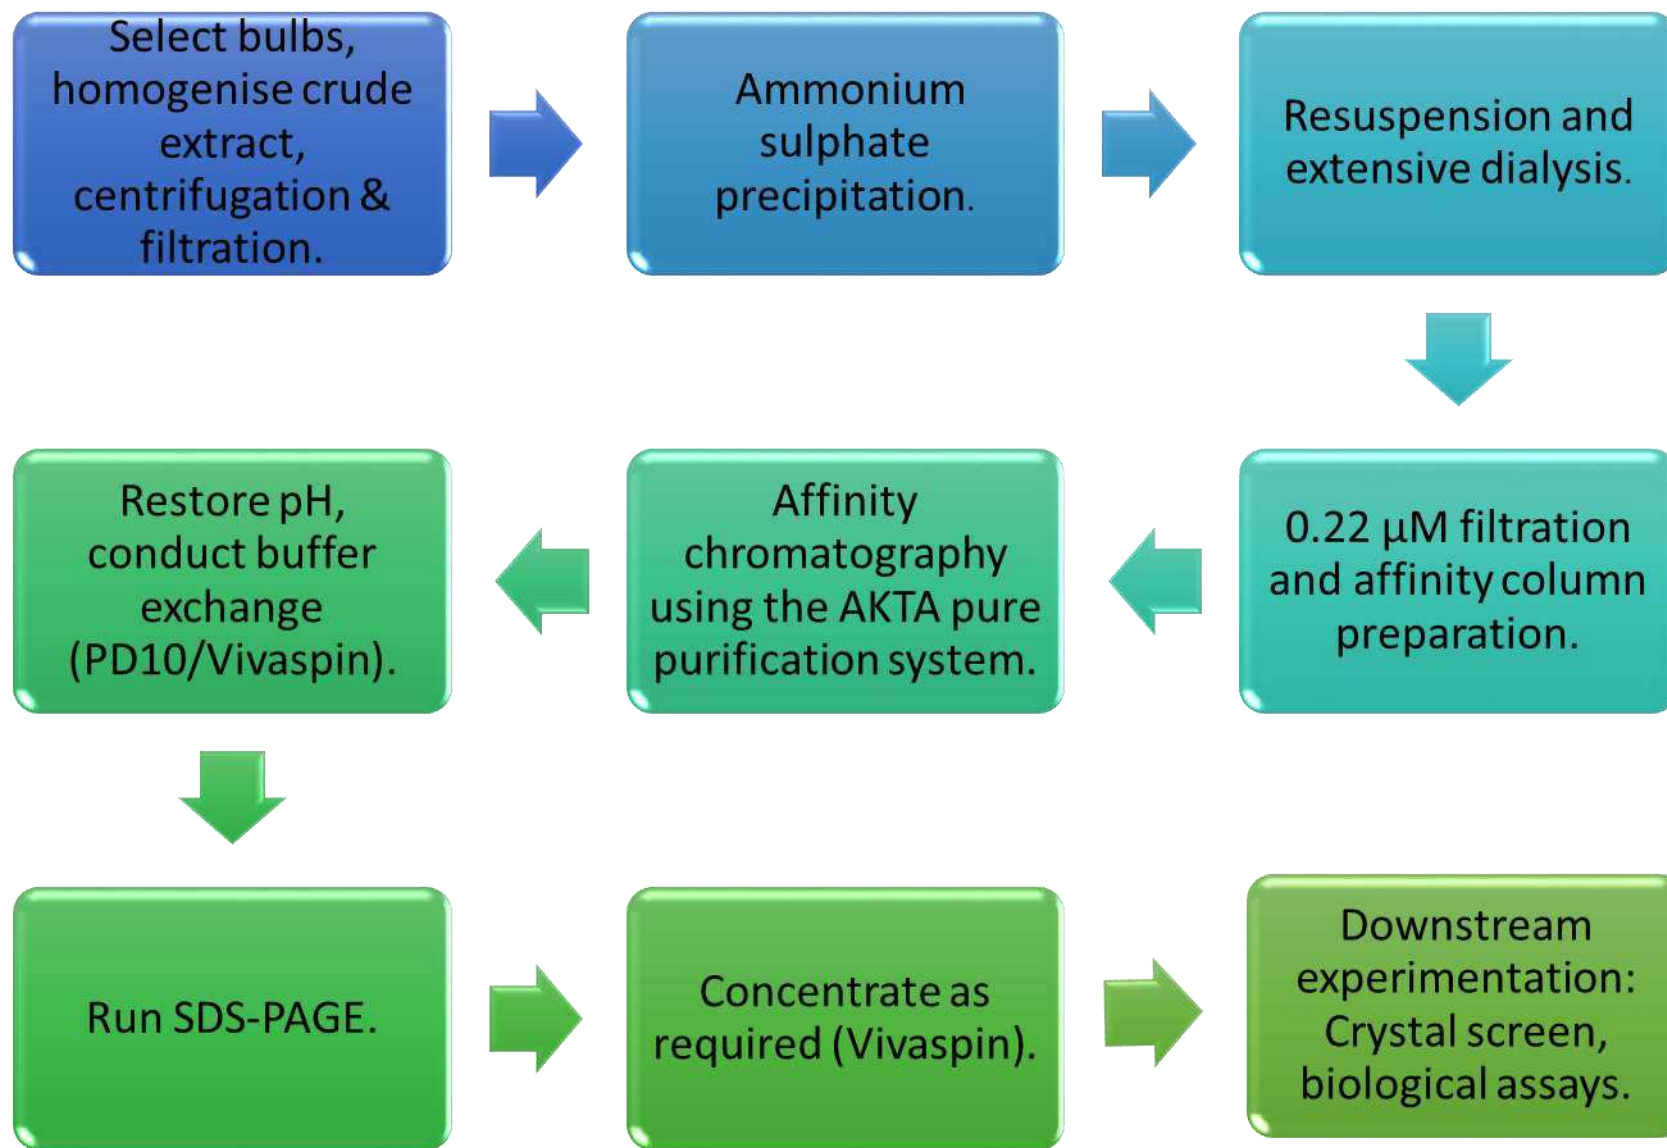 Select bulbs,
homogenise crude
extract,
centrifugation &
filtration.
Ammonium
sulphate
precipitation.
Resuspension and
extensive dialysis.
0.22 µM filtration
and affinity column
preparation.
Affinity
chromatography
using the AKTA pure
purification system.
Restore pH,
conduct buffer
exchange
(PD10/Vivaspin).
Run SDS-PAGE.
Concentrate as
required (Vivaspin).
Downstream
experimentation:
Crystal screen,
biological assays.